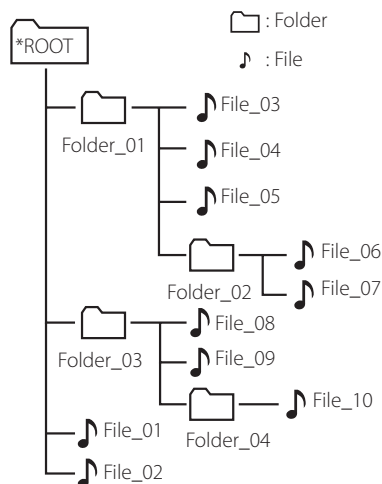 *ROOT
: Folder
: File
Folder_01
File_03
File_04
File_05
Folder_02
File_06
File_07
Folder_03
File_08
File_09
Folder_04
File_10
File_01
File_02